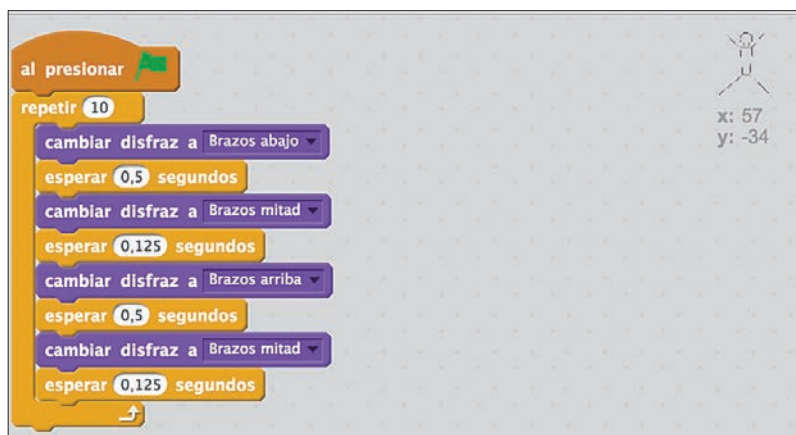 al presionar
repetir 10
cambiar disfraz a Brazos abajo
esperar 0,5 segundos
cambiar disfraz a Brazos mitad
esperar 0,125 segundos
cambiar disfraz a Brazos arriba
esperar 0,5 segundos
cambiar disfraz a Brazos mitad
esperar 0,125 segundos
x: 57
y: -34